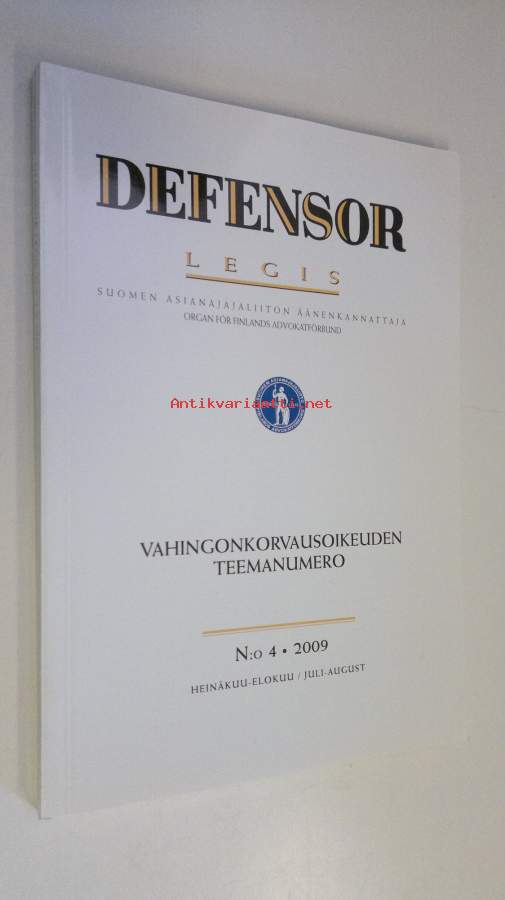 DEFENSOR
LEGIS
SUOMEN ASIANAJAJALIITON ÄÄNENKANNATTAJA
ORGAN FÖR FINLANDS ADVOKATFÖRBUND
Antikvariaatti.net
VAHINGONKORVAUSOIKEUDEN
TEEMANUMERO
N:o 4 • 2009
HEINÄKUU-ELOKUU / JULI-AUGUST